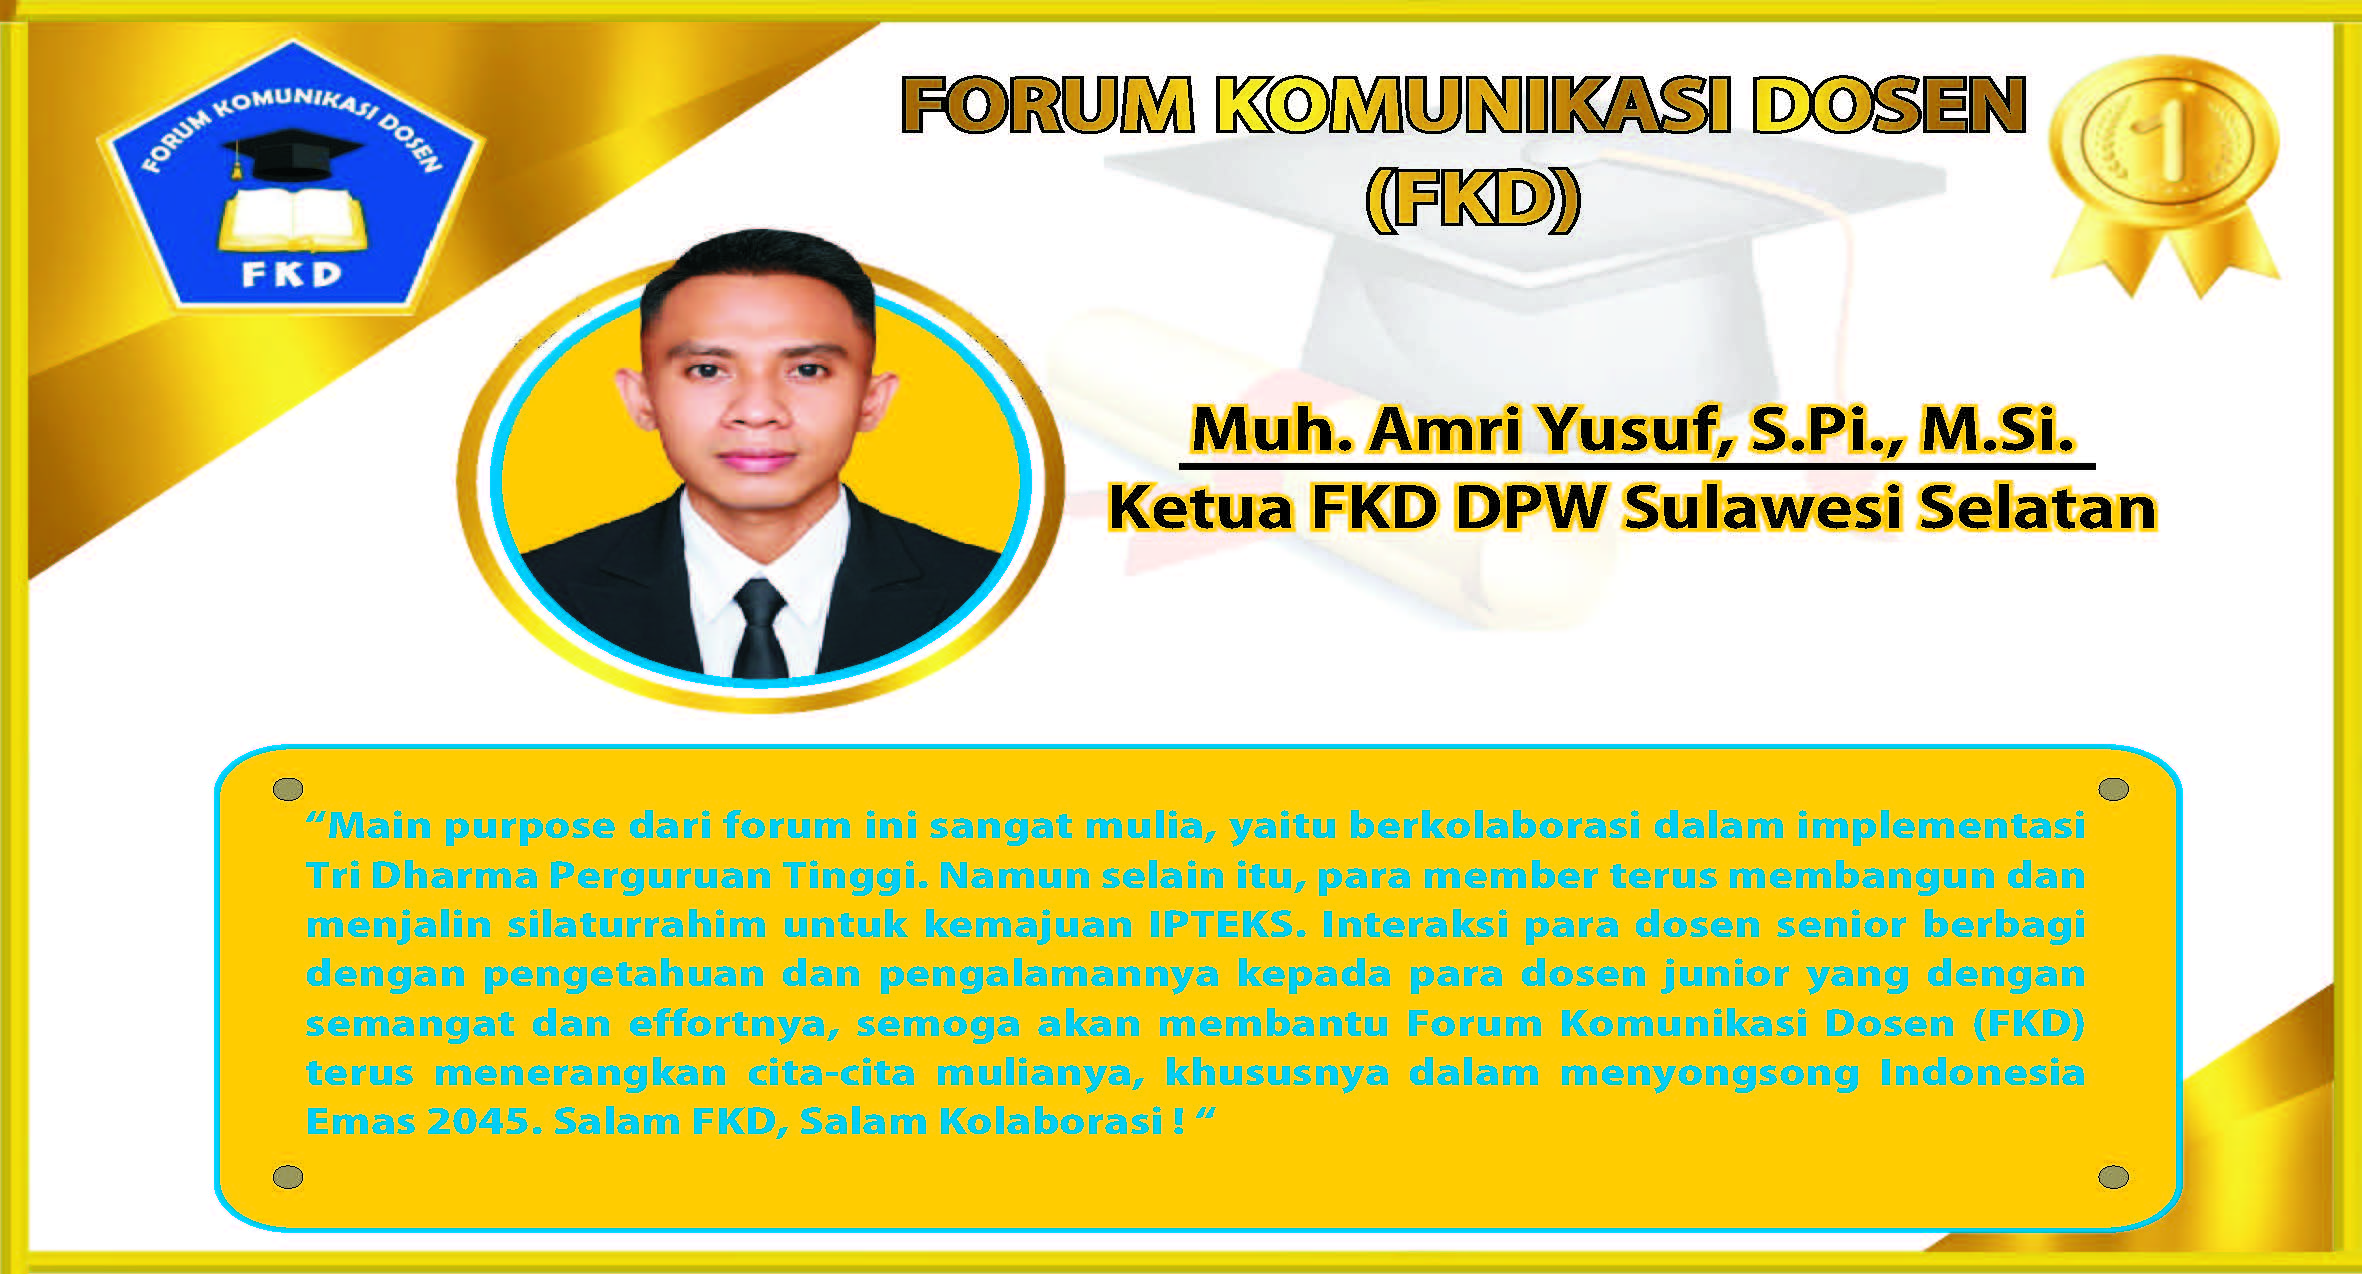 FORUM KOMUNIKASI DOSEN
FKD
FORUM KOMUNIKASI DOSEN
(FKD)
1
Muh. Amri Yusuf, S.Pi., M.Si.
Ketua FKD DPW Sulawesi Selatan
“Main purpose dari forum ini sangat mulia, yaitu berkolaborasi dalam implementasi
Tri Dharma Perguruan Tinggi. Namun selain itu, para member terus membangun dan
menjalin silaturrahim untuk kemajuan IPTEKS. Interaksi para dosen senior berbagi
dengan pengetahuan dan pengalamannya kepada para dosen junior yang dengan
semangat dan effortnya, semoga akan membantu Forum Komunikasi Dosen (FKD)
terus menerangkan cita-cita mulianya, khususnya dalam menyongsong Indonesia
Emas 2045. Salam FKD, Salam Kolaborasi ! “